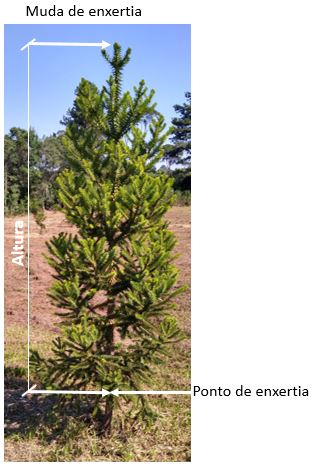 Muda de enxertia
Altura
Ponto de enxertia